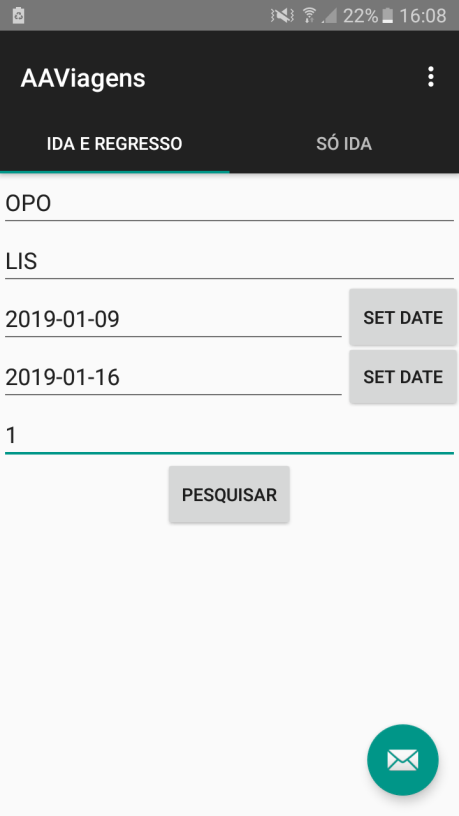 22% 16:08
AAViagens
IDA E REGRESSO SÓ IDA
OPO
LIS
2019-01-09 SET DATE
2019-01-16 SET DATE
1
PESQUISAR